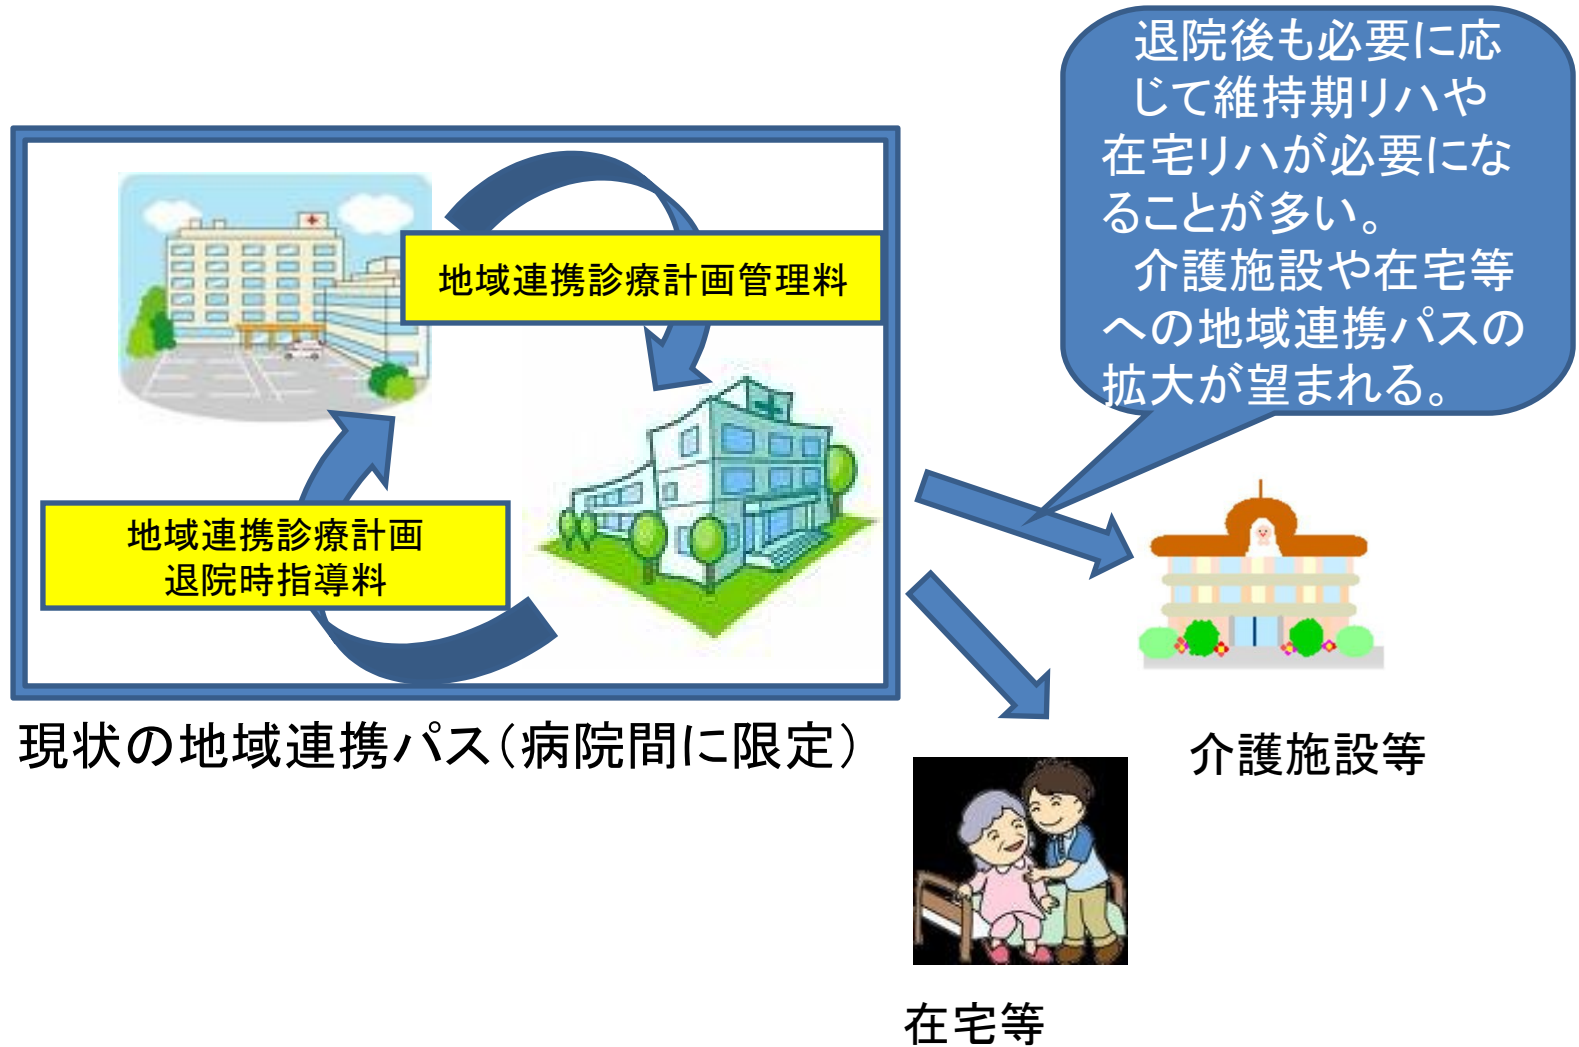 退院後も必要に応
じて維持期リハや
在宅リハが必要にな
ることが多い。
介護施設や在宅等
への地域連携パスの
拡大が望まれる。
地域連携診療計画管理料
地域連携診療計画
退院時指導料
現状の地域連携パス（病院間に限定）
介護施設等
在宅等